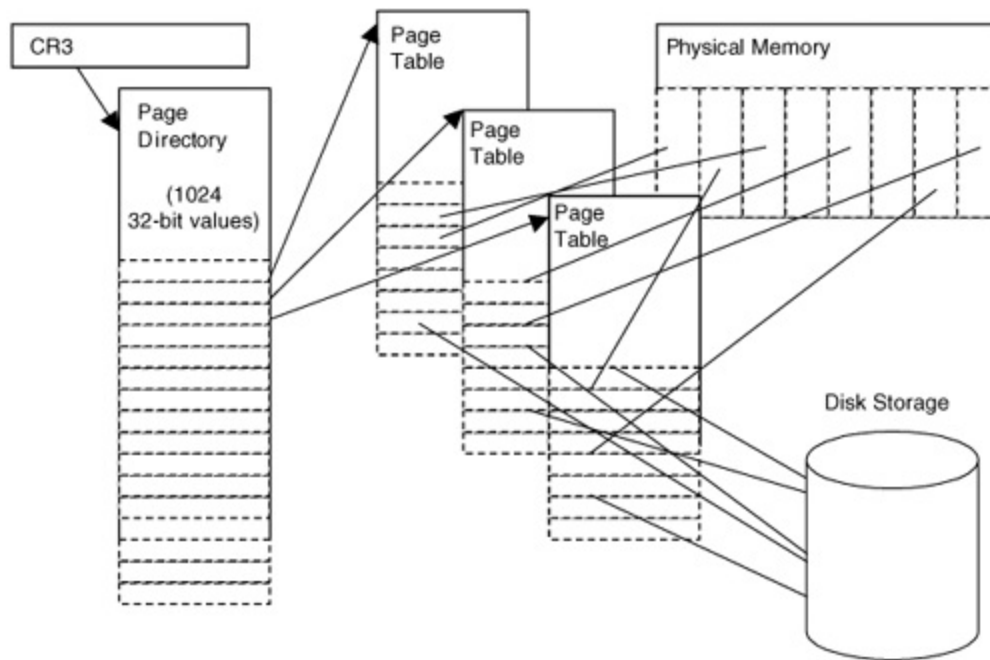 CR3
Page
Directory
(1024
32-bit values)
Page
Table
Page
Table
Page
Table
Physical Memory
Disk Storage